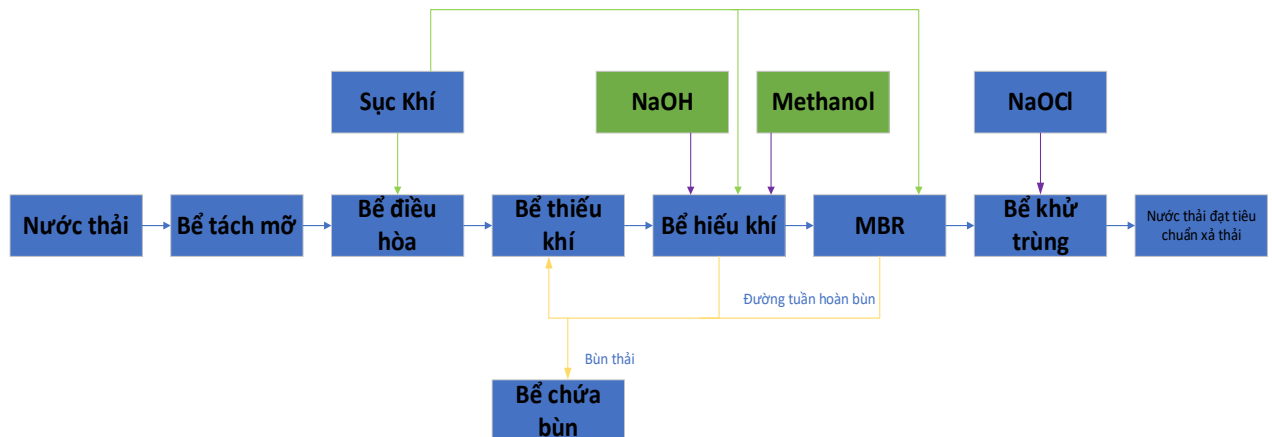 Sục Khí
NaOH
Methanol
NaOCl
Nước thải
Bể tách mỡ
Bể điều
hòa
Bể thiếu
khí
Bể hiếu khí
MBR
Bể khử
trùng
Nước thải đạt tiêu
chuẩn xả thải
Đường tuần hoàn bùn
Bùn thải
Bể chứa
bùn